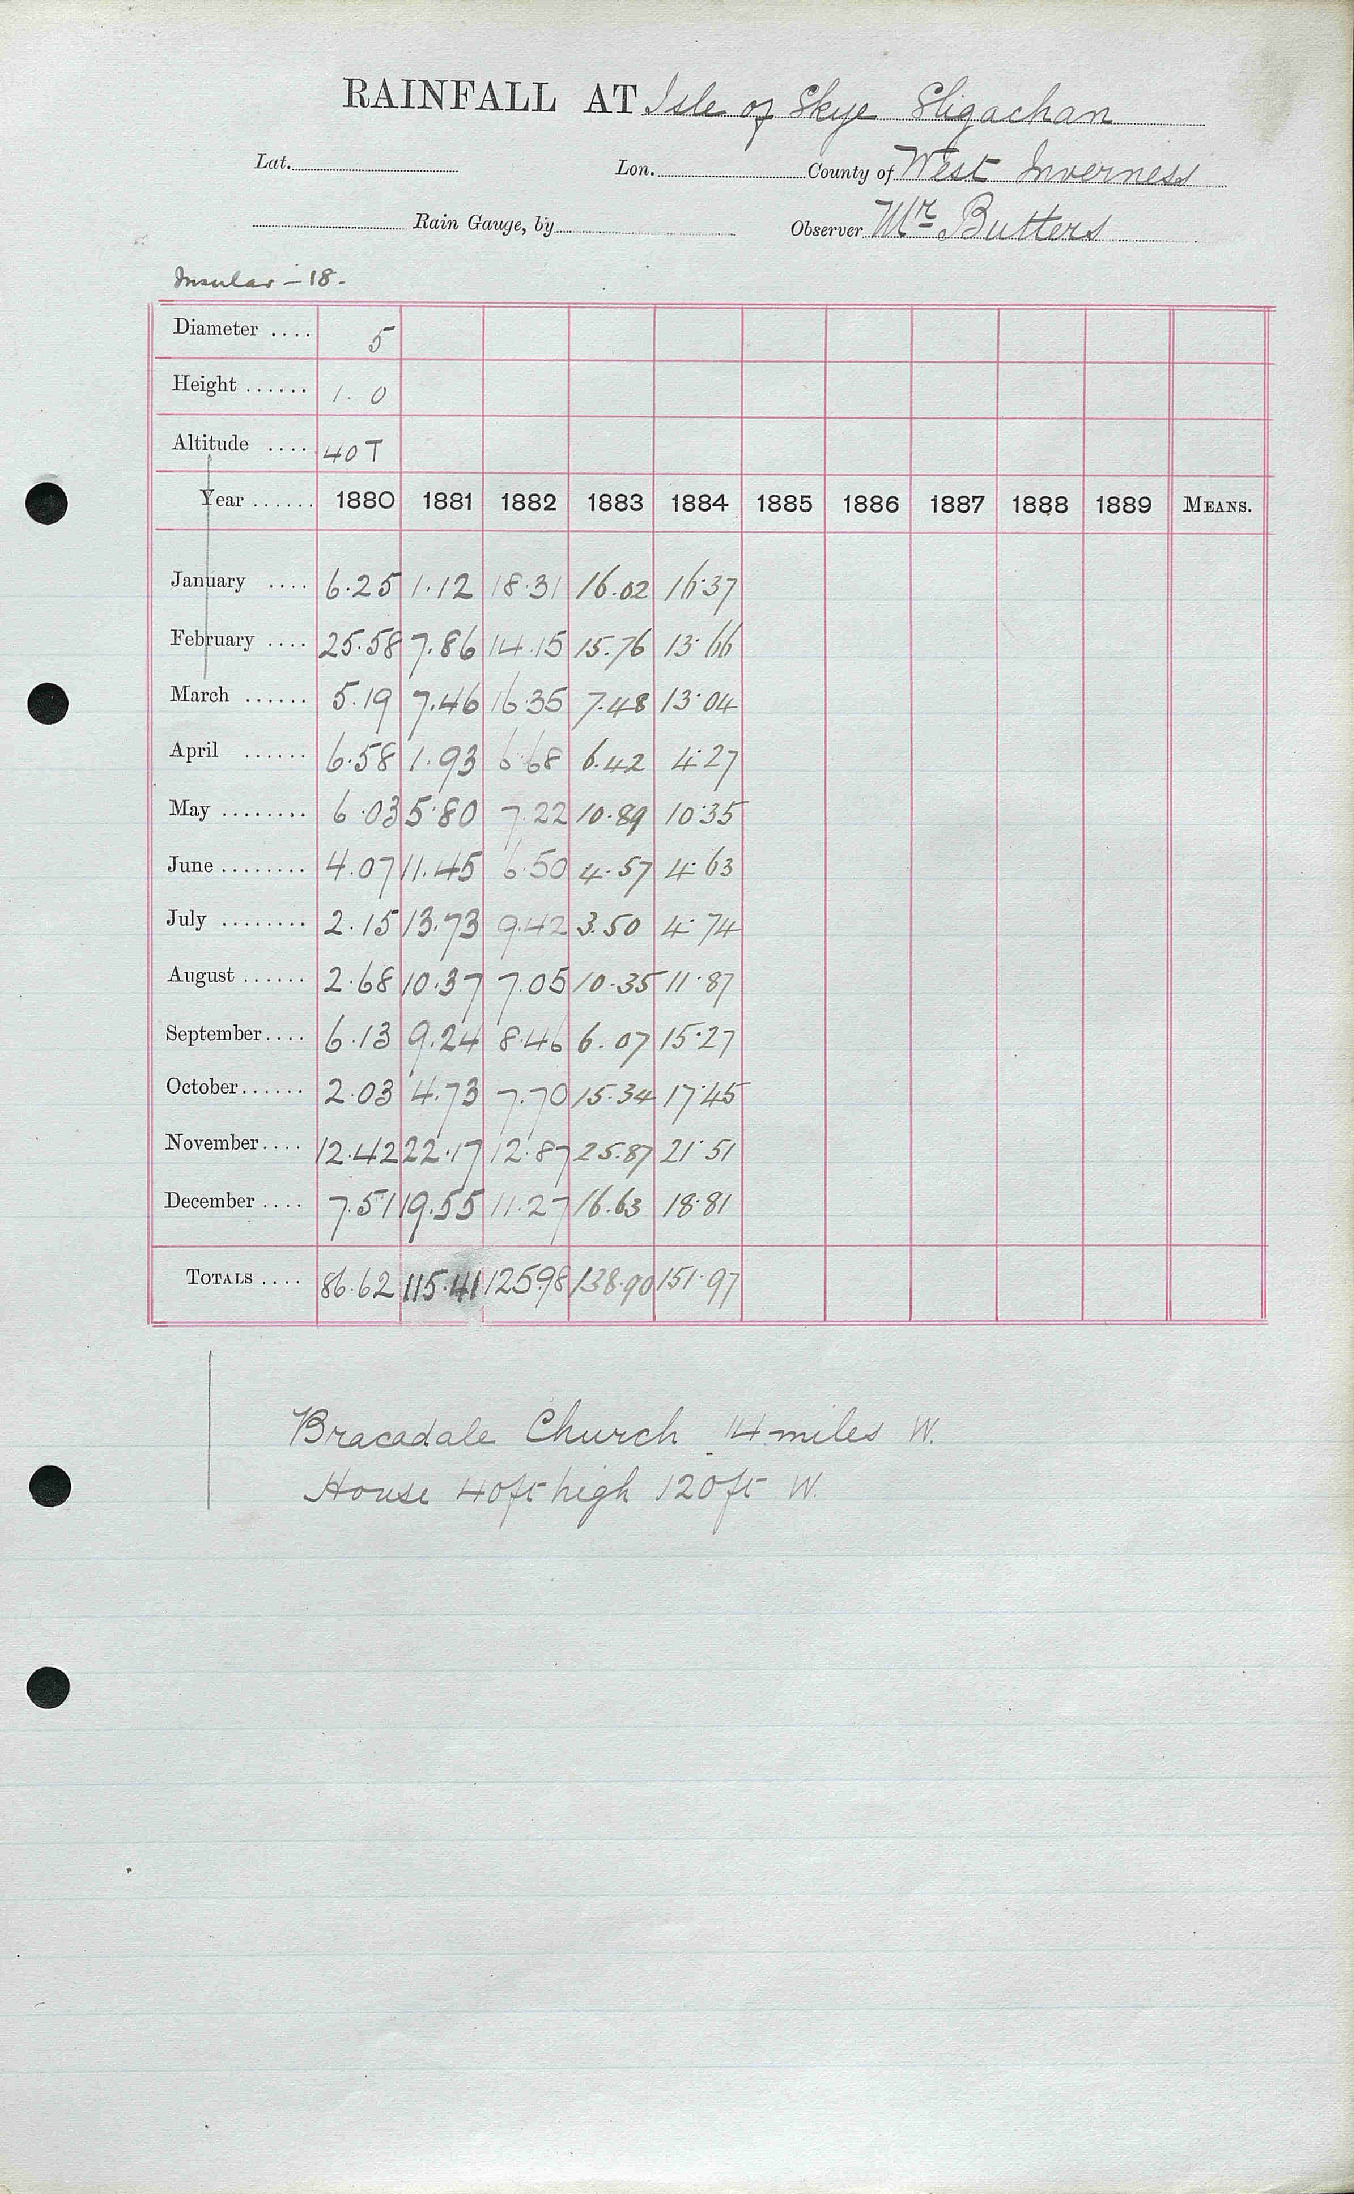 RAINFALL AT Isle of Skye Sligachan
Lat. Lon. County of West Inverness
Rain Gauge, by Observer Mr Butters
Insular - 18.
Diameter .... 5
Height ...... 1. 0
Altitude .... 40 T
Year ...... 1880 1881 1882 1883 1884 1885 1886 1887 1888 1889 MEANS.
January .... 6.25 1.12 18.31 16.02 16.37
February .... 25.58 7.86 14.15 15.76 13.66
March ...... 5.19 7.46 16.35 7.48 13.04
April ...... 6.58 1.93 6.68 6.42 4.27
May ........ 6.03 5.80 7.22 10.89 10.35
June ........ 4.07 11.45 6.50 4.57 4.63
July ........ 2.15 13.73 9.42 3.50 4.74
August ...... 2.68 10.37 7.05 10.35 11.87
September.... 6.13 9.24 8.46 6.07 15.27
October...... 2.03 4.73 7.70 15.34 17.45
November.... 12.42 22.17 12.87 25.87 21.51
December .... 7.51 19.55 11.27 16.63 18.81
TOTALS .... 86.62 115.41 125.98 138.90 151.97
Bracadale Church 14 miles W.
House 40ft high 120ft W.